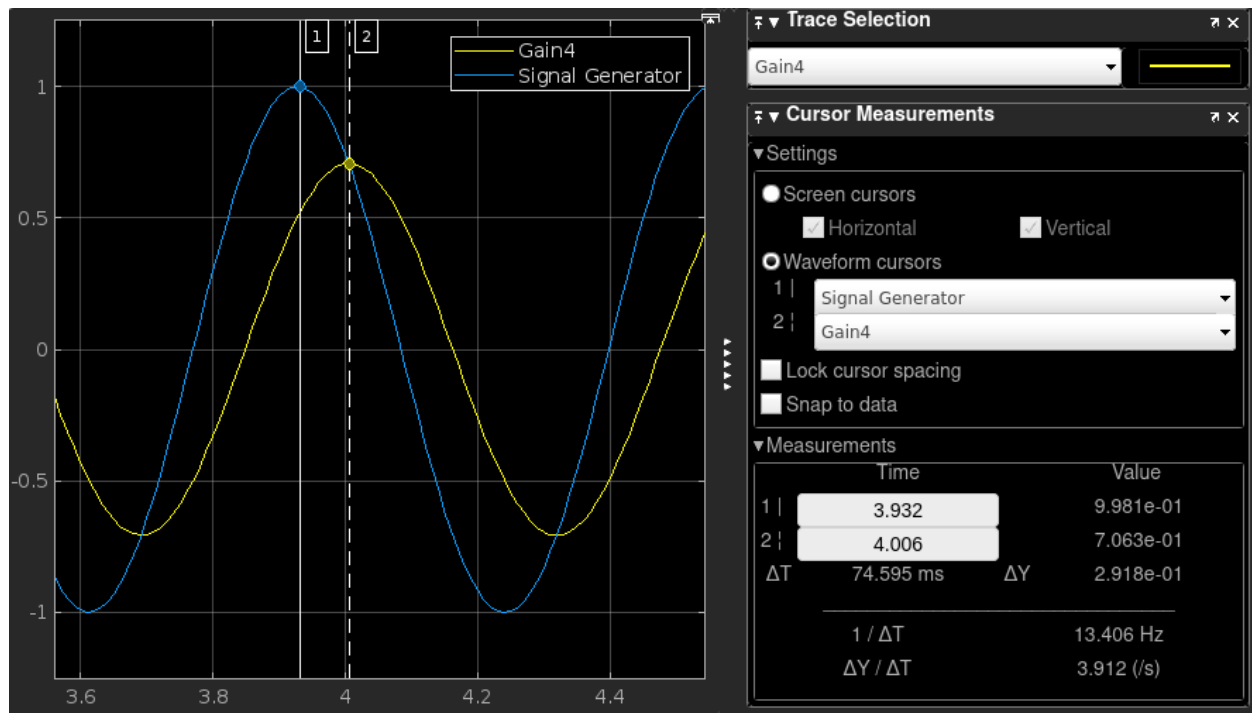 1
2
Gain4
Signal Generator
1
0.5
0
-0.5
-1
3.6
3.8
4
4.2
4.4
Trace Selection
Gain4
Cursor Measurements
Settings
Screen cursors
Horizontal
Vertical
Waveform cursors
1 |
Signal Generator
2 ¦
Gain4
Lock cursor spacing
Snap to data
Measurements
Time Value
1 | 3.932 9.981e-01
2 ¦ 4.006 7.063e-01
ΔT 74.595 ms ΔY 2.918e-01
1 / ΔT 13.406 Hz
ΔY / ΔT 3.912 (/s)